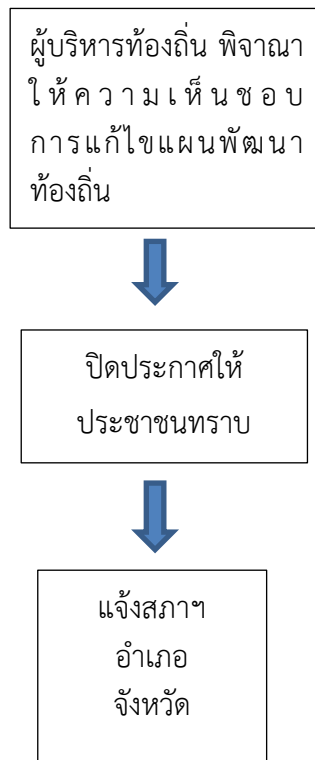 ผู้บริหารท้องถิ่น พิจาณา
ให้ความเห็นชอบ
การแก้ไขแผนพัฒนา
ท้องถิ่น
ปิดประกาศให้
ประชาชนทราบ
แจ้งสภาฯ
อำเภอ
จังหวัด